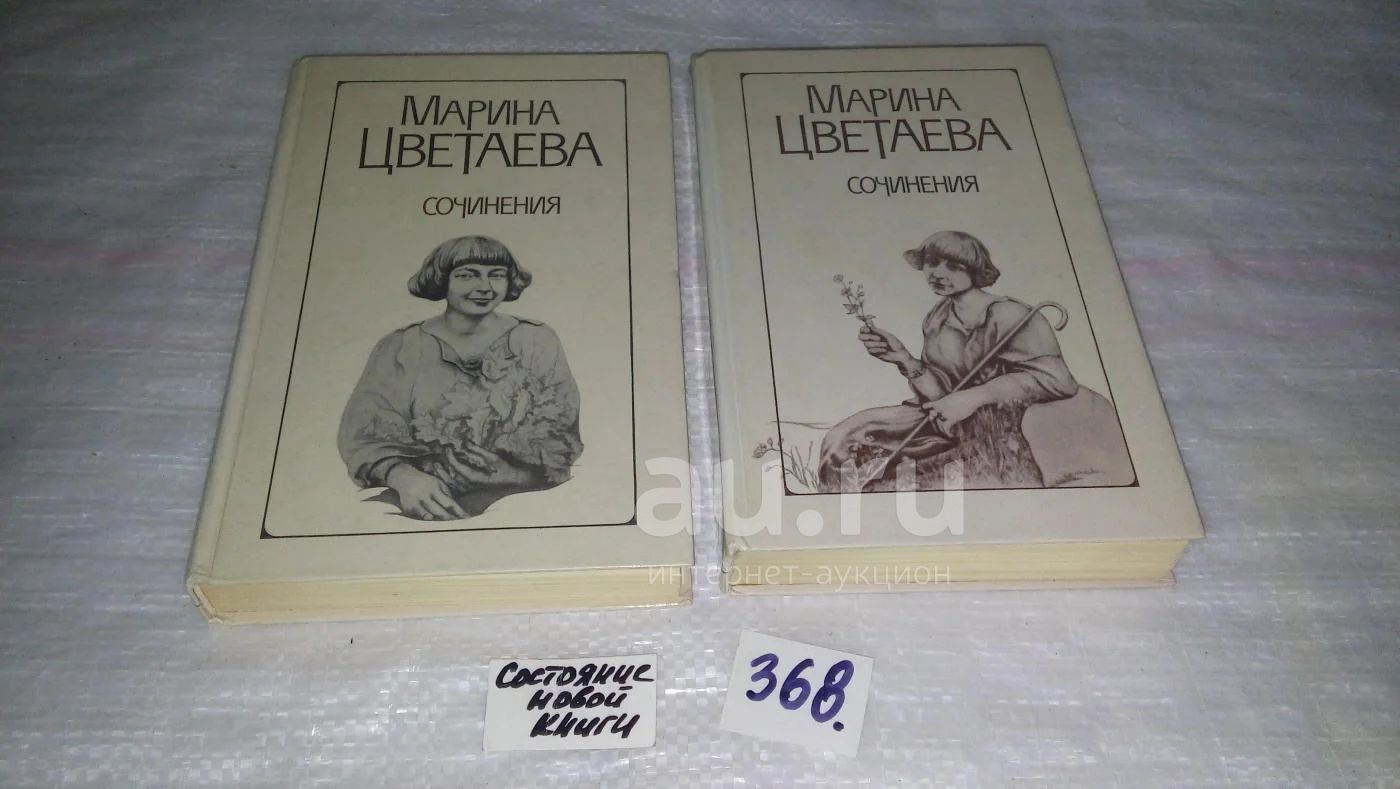 МАРИНА
ЦВЕТАЕВА
СОЧИНЕНИЯ
МАРИНА
ЦВЕТАЕВА
СОЧИНЕНИЯ
au.ru
интернет-аукцион
Состояние
новой
книги
368.